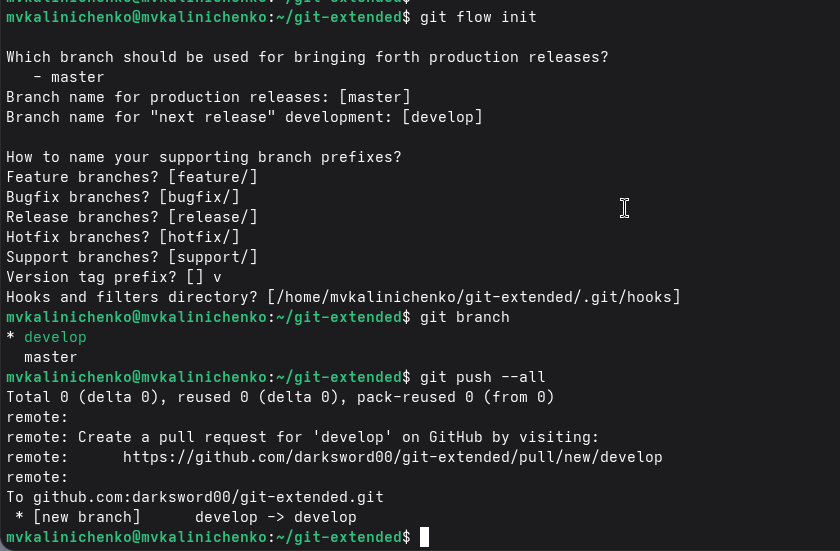 mvkalinichenko@mvkalinichenko:~/git-extended$ git flow init
Which branch should be used for bringing forth production releases?
   - master
Branch name for production releases: [master]
Branch name for "next release" development: [develop]
How to name your supporting branch prefixes?
Feature branches? [feature/]
Bugfix branches? [bugfix/]
Release branches? [release/]
Hotfix branches? [hotfix/]
Support branches? [support/]
Version tag prefix? [] v
Hooks and filters directory? [/home/mvkalinichenko/git-extended/.git/hooks]
mvkalinichenko@mvkalinichenko:~/git-extended$ git branch
* develop
  master
mvkalinichenko@mvkalinichenko:~/git-extended$ git push --all
Total 0 (delta 0), reused 0 (delta 0), pack-reused 0 (from 0)
remote:
remote: Create a pull request for 'develop' on GitHub by visiting:
remote:      https://github.com/darksword00/git-extended/pull/new/develop
remote:
To github.com:darksword00/git-extended.git
 * [new branch]      develop -> develop
mvkalinichenko@mvkalinichenko:~/git-extended$